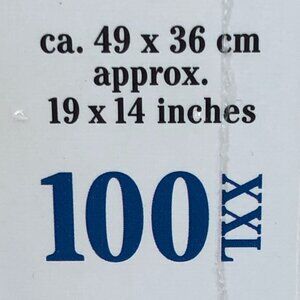 ca. 49 x 36 cm
approx.
19 x 14 inches
100 XXL